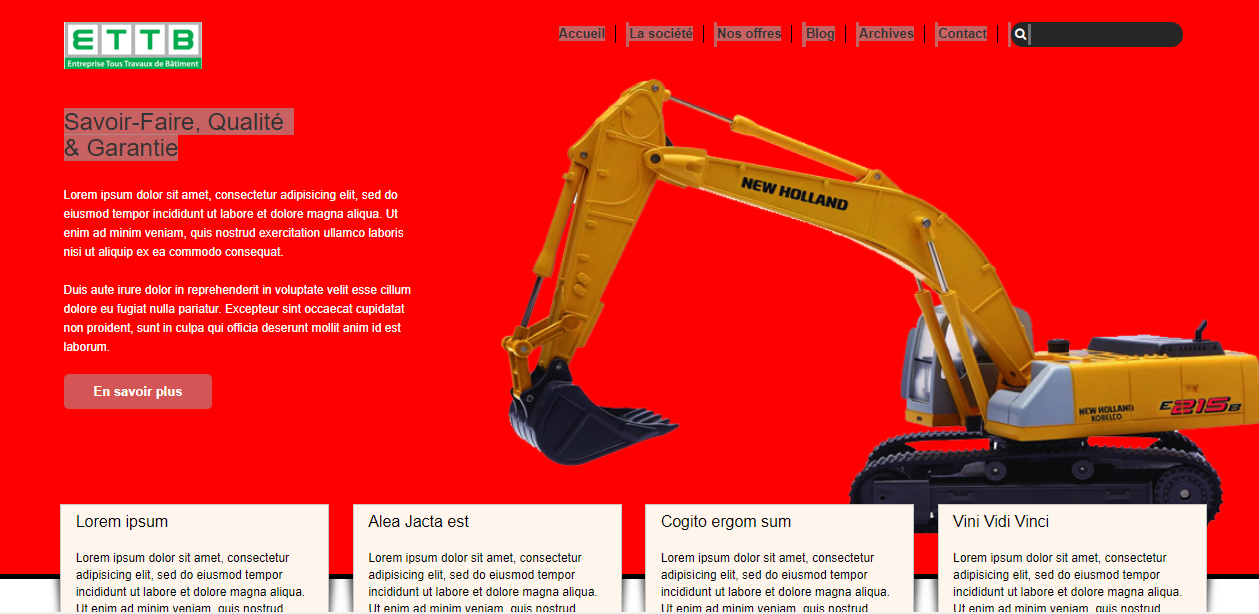 ETTB
Entreprise Tous Travaux de Bâtiment
Accueil
La société
Nos offres
Blog
Archives
Contact
Savoir-Faire, Qualité
& Garantie
Lorem ipsum dolor sit amet, consectetur adipisicing elit, sed do
eiusmod tempor incididunt ut labore et dolore magna aliqua. Ut
enim ad minim veniam, quis nostrud exercitation ullamco laboris
nisi ut aliquip ex ea commodo consequat.
Duis aute irure dolor in reprehenderit in voluptate velit esse cillum
dolore eu fugiat nulla pariatur. Excepteur sint occaecat cupidatat
non proident, sunt in culpa qui officia deserunt mollit anim id est
laborum.
En savoir plus
NEW HOLLAND
NEW HOLLAND
KOBELCO
E215B
Lorem ipsum
Lorem ipsum dolor sit amet, consectetur
adipisicing elit, sed do eiusmod tempor
incididunt ut labore et dolore magna aliqua.
Ut enim ad minim veniam, quis nostrud
Alea Jacta est
Lorem ipsum dolor sit amet, consectetur
adipisicing elit, sed do eiusmod tempor
incididunt ut labore et dolore magna aliqua.
Ut enim ad minim veniam, quis nostrud
Cogito ergom sum
Lorem ipsum dolor sit amet, consectetur
adipisicing elit, sed do eiusmod tempor
incididunt ut labore et dolore magna aliqua.
Ut enim ad minim veniam, quis nostrud
Vini Vidi Vinci
Lorem ipsum dolor sit amet, consectetur
adipisicing elit, sed do eiusmod tempor
incididunt ut labore et dolore magna aliqua.
Ut enim ad minim veniam, quis nostrud